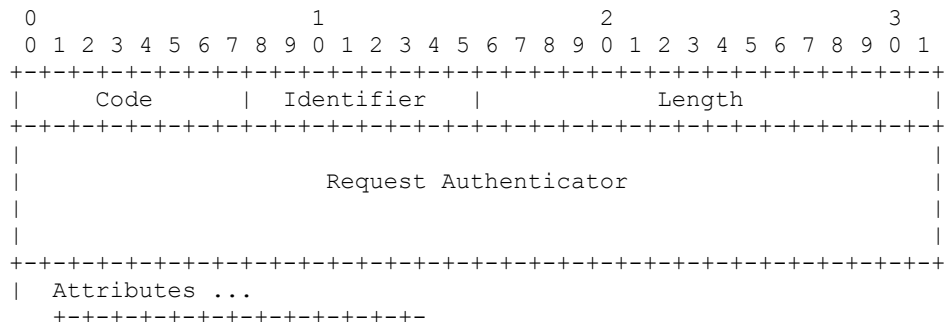 0                   1                   2                   3
 0 1 2 3 4 5 6 7 8 9 0 1 2 3 4 5 6 7 8 9 0 1 2 3 4 5 6 7 8 9 0 1
+-+-+-+-+-+-+-+-+-+-+-+-+-+-+-+-+-+-+-+-+-+-+-+-+-+-+-+-+-+-+-+-+
|     Code      |  Identifier   |            Length             |
+-+-+-+-+-+-+-+-+-+-+-+-+-+-+-+-+-+-+-+-+-+-+-+-+-+-+-+-+-+-+-+-+
|                                                               |
|                     Request Authenticator                     |
|                                                               |
|                                                               |
+-+-+-+-+-+-+-+-+-+-+-+-+-+-+-+-+-+-+-+-+-+-+-+-+-+-+-+-+-+-+-+-+
|  Attributes ...
   +-+-+-+-+-+-+-+-+-+-+-+-+-